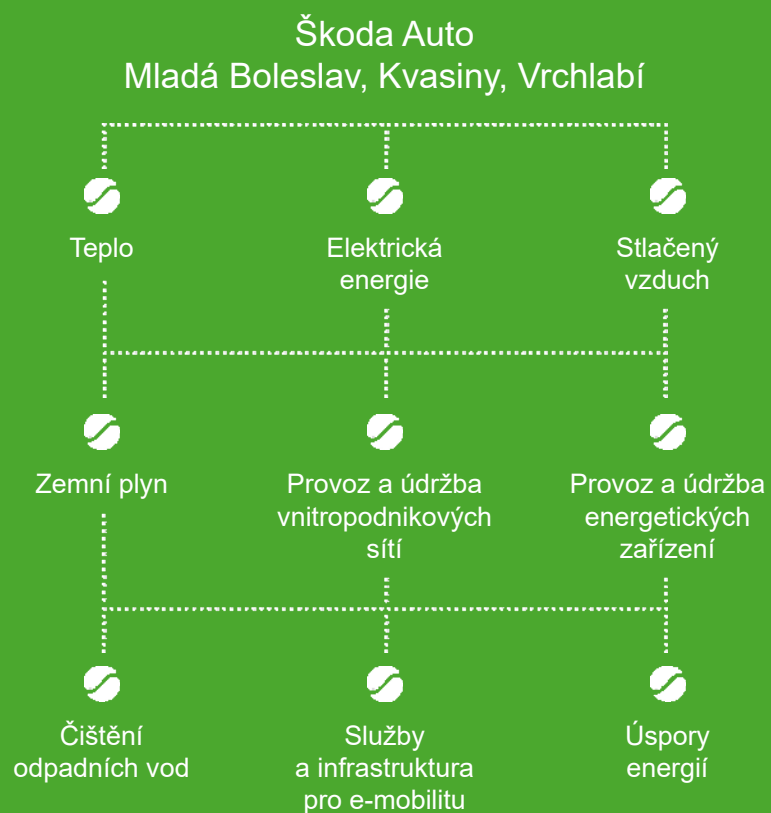 Škoda Auto
Mladá Boleslav, Kvasiny, Vrchlabí
Teplo
Elektrická
energie
Stlačený
vzduch
Zemní plyn
Provoz a údržba
vnitropodnikových
sítí
Provoz a údržba
energetických
zařízení
Čištění
odpadních vod
Služby
a infrastruktura
pro e-mobilitu
Úspory
energií